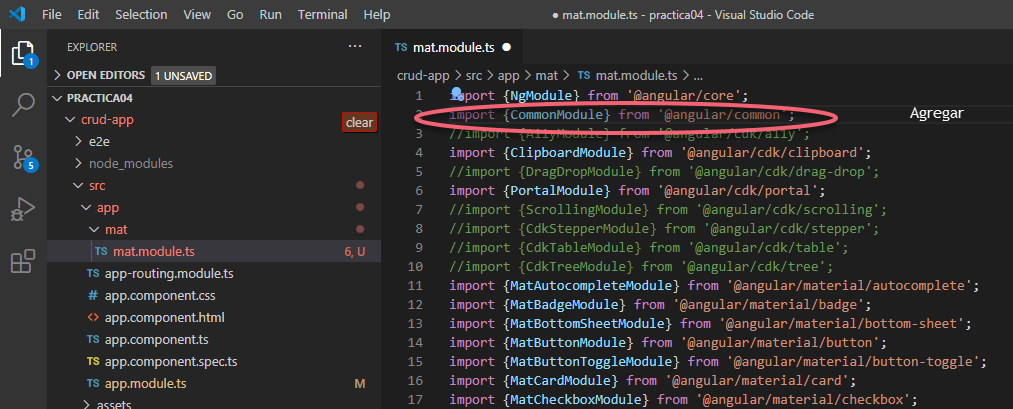 File Edit View Go Run Terminal Help
● mat.module.ts - practica04 - Visual Studio Code
EXPLORER
OPEN EDITORS 1 UNSAVED
PRACTICA04
crud-app
clear
e2e
node_modules
src
app
mat
TS mat.module.ts 6, U
TS app-routing.module.ts
# app.component.css
<> app.component.html
TS app.component.ts
TS app.component.spec.ts
TS app.module.ts M
assets
1
5
TS mat.module.ts ●
crud-app > src > app > mat > TS mat.module.ts > ...
1 import {NgModule} from '@angular/core';
2 import {CommonModule} from '@angular/common';
Agregar
3 //import {A11yModule} from '@angular/cdk/a11y';
4 import {ClipboardModule} from '@angular/cdk/clipboard';
5 //import {DragDropModule} from '@angular/cdk/drag-drop';
6 import {PortalModule} from '@angular/cdk/portal';
7 //import {ScrollingModule} from '@angular/cdk/scrolling';
8 //import {CdkStepperModule} from '@angular/cdk/stepper';
9 //import {CdkTableModule} from '@angular/cdk/table';
10 //import {CdkTreeModule} from '@angular/cdk/tree';
11 import {MatAutocompleteModule} from '@angular/material/autocomplete';
12 import {MatBadgeModule} from '@angular/material/badge';
13 import {MatBottomSheetModule} from '@angular/material/bottom-sheet';
14 import {MatButtonModule} from '@angular/material/button';
15 import {MatButtonToggleModule} from '@angular/material/button-toggle';
16 import {MatCardModule} from '@angular/material/card';
17 import {MatCheckboxModule} from '@angular/material/checkbox';